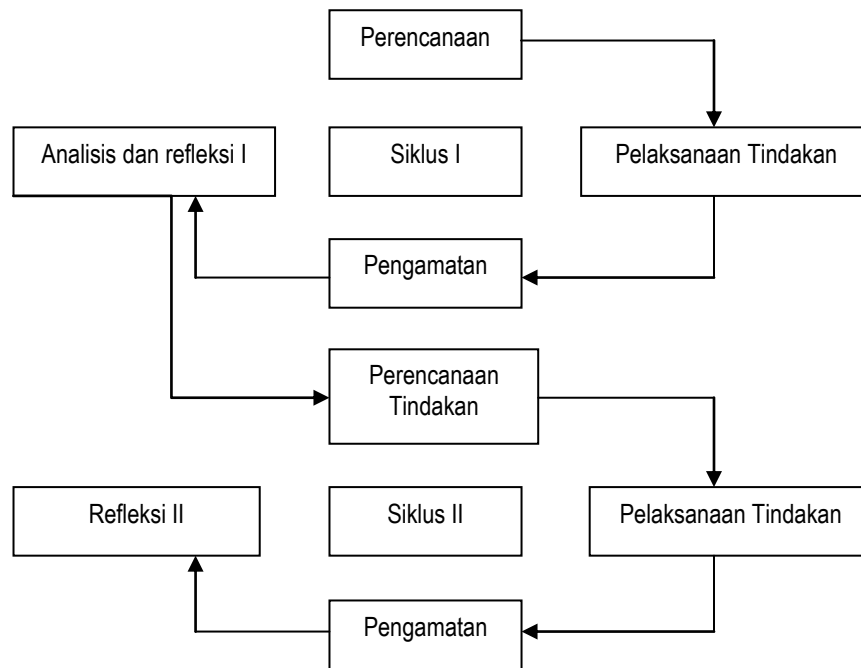 Perencanaan
Analisis dan refleksi I
Siklus I
Pelaksanaan Tindakan
Pengamatan
Perencanaan
Tindakan
Refleksi II
Siklus II
Pelaksanaan Tindakan
Pengamatan